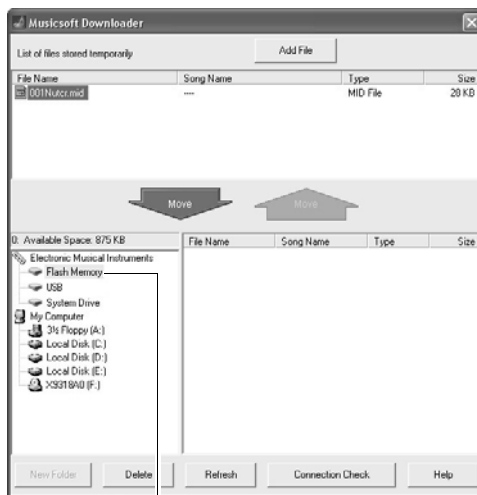 Musicsoft Downloader
List of files stored temporarily
Add File
File Name Song Name Type Size
001Nutcr.mid ---- MID File 28 KB
Move Move
0: Available Space: 875 KB
File Name Song Name Type Size
Electronic Musical Instruments
Flash Memory
USB
System Drive
My Computer
3½ Floppy (A:)
Local Disk (C:)
Local Disk (D:)
Local Disk (E:)
X9318A0 (F:)
New Folder Delete Refresh Connection Check Help